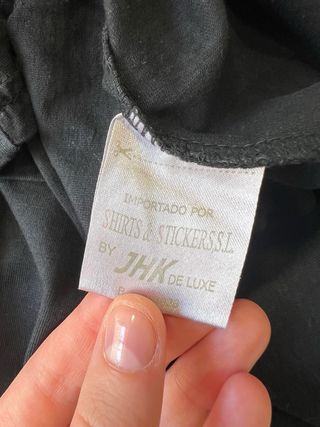 IMPORTADO POR
SHIRTS & STICKERS,S.L.
BY JHK DE LUXE